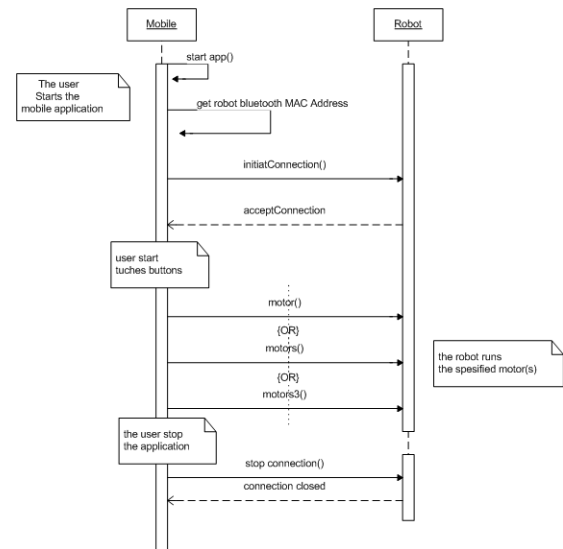 Mobile
Robot
start app()
The user
Starts the
mobile application
get robot bluetooth MAC Address
initiatConnection()
acceptConnection
user start
tuches buttons
motor()
{OR}
motors()
{OR}
motors3()
the robot runs
the spesified motor(s)
the user stop
the application
stop connection()
connection closed